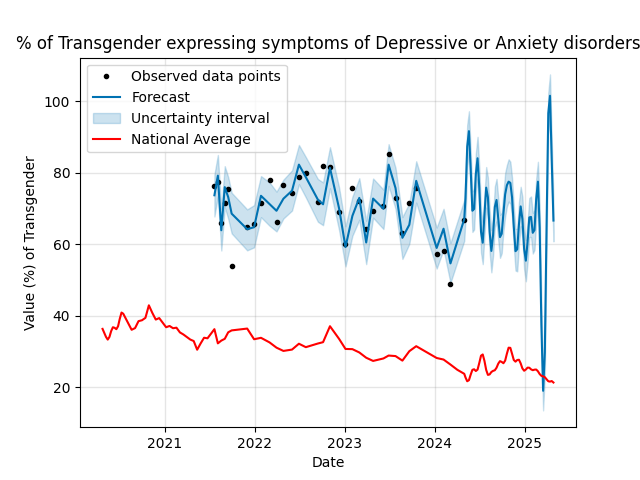 % of Transgender expressing symptoms of Depressive or Anxiety disorders
Observed data points
Forecast
Uncertainty interval
National Average
Value (%) of Transgender
100
80
60
40
20
2021
2022
2023
2024
2025
Date